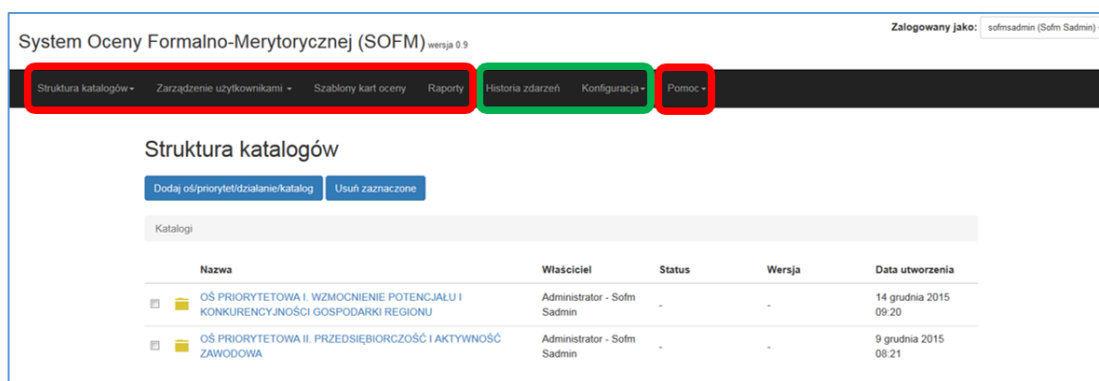 Zalogowany jako: sofmsadmin (Sofm Sadmin)
System Oceny Formalno-Merytorycznej (SOFM) wersja 0.9
Struktura katalogów Zarządzenie użytkownikami Szablony kart oceny Raporty Historia zdarzeń Konfiguracja Pomoc
Struktura katalogów
Dodaj oś/priorytet/działanie/katalog Usuń zaznaczone
Katalogi
Nazwa Właściciel Status Wersja Data utworzenia
OŚ PRIORYTETOWA I. WZMOCNIENIE POTENCJAŁU I Administrator - Sofm 14 grudnia 2015
KONKURENCYJNOŚCI GOSPODARKI REGIONU Sadmin - - 09:20
OŚ PRIORYTETOWA II. PRZEDSIĘBIORCZOŚĆ I AKTYWNOŚĆ Administrator - Sofm 9 grudnia 2015
ZAWODOWA Sadmin - - 08:21